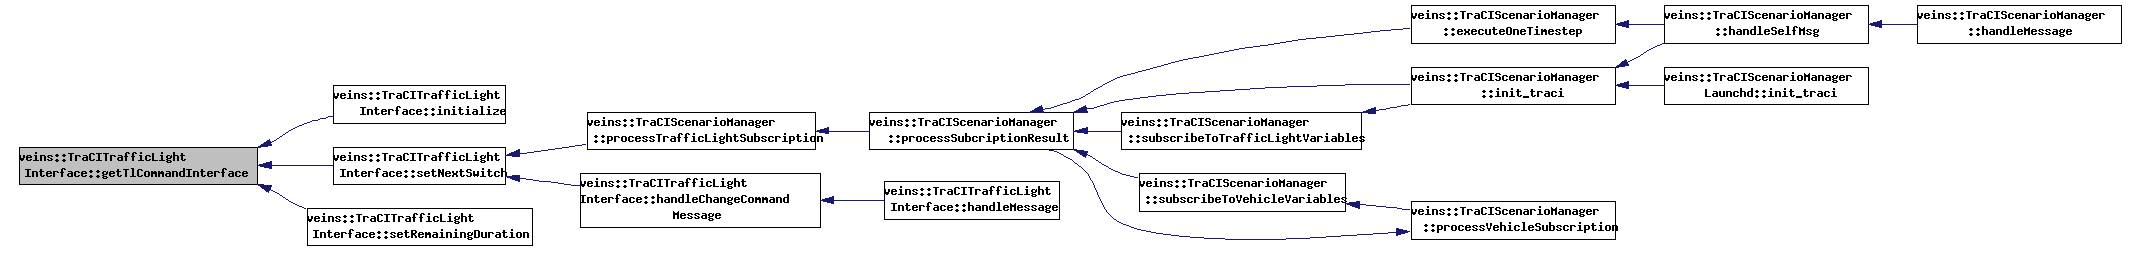 veins::TraCITrafficLight
Interface::getTlCommandInterface
veins::TraCITrafficLight
Interface::initialize
veins::TraCITrafficLight
Interface::setNextSwitch
veins::TraCITrafficLight
Interface::setRemainingDuration
veins::TraCIScenarioManager
::processTrafficLightSubscription
veins::TraCITrafficLight
Interface::handleChangeCommand
Message
veins::TraCIScenarioManager
::processSubcriptionResult
veins::TraCITrafficLight
Interface::handleMessage
veins::TraCIScenarioManager
::executeOneTimestep
veins::TraCIScenarioManager
::init_traci
veins::TraCIScenarioManager
::subscribeToTrafficLightVariables
veins::TraCIScenarioManager
::subscribeToVehicleVariables
veins::TraCIScenarioManager
::processVehicleSubscription
veins::TraCIScenarioManager
::handleSelfMsg
veins::TraCIScenarioManager
Launchd::init_traci
veins::TraCIScenarioManager
::handleMessage